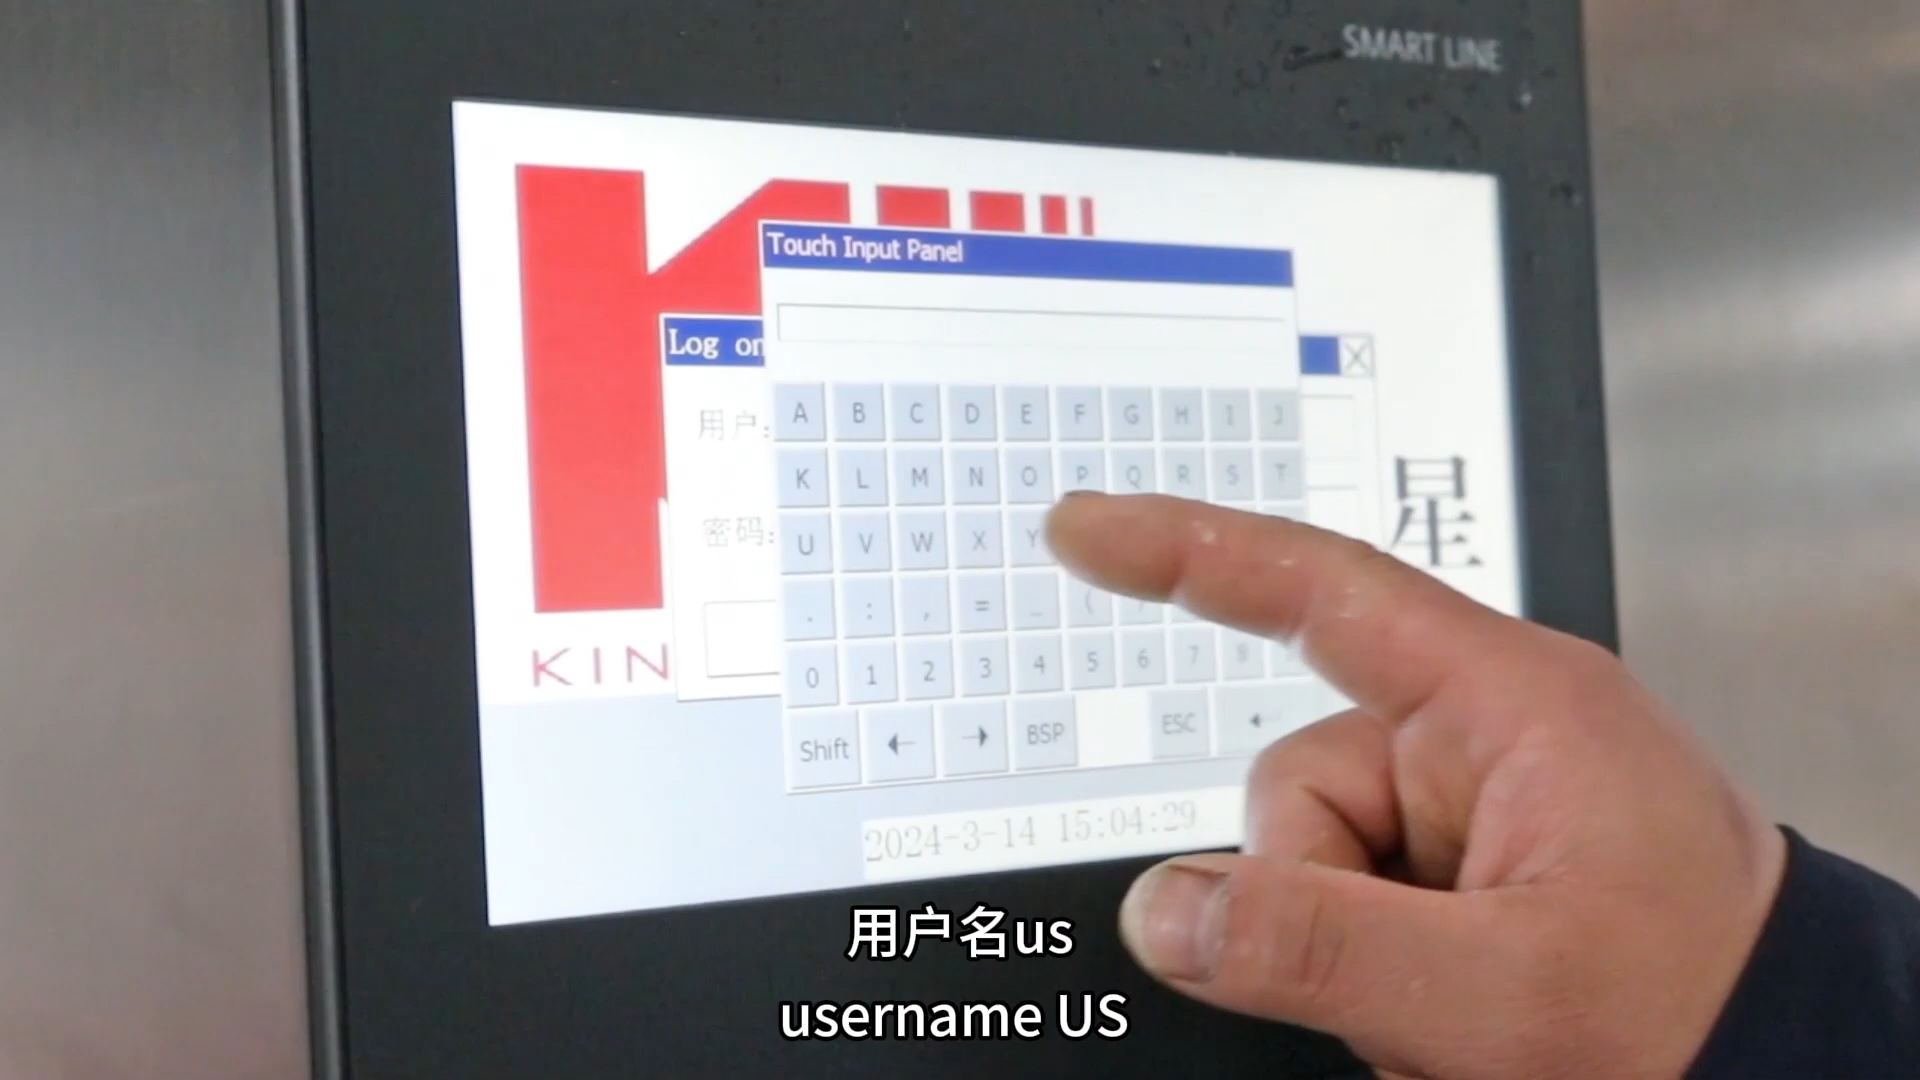 SMART LINE
Touch Input Panel
Log on
用户:
密码:
A B C D E F G H I J
K L M N O P Q R S T
U V W X Y
. : , = _ (
0 1 2 3 4 5 6 7 8
Shift ← → BSP ESC ←
星
KIN
2024-3-14 15:04:29
用户名us
username US